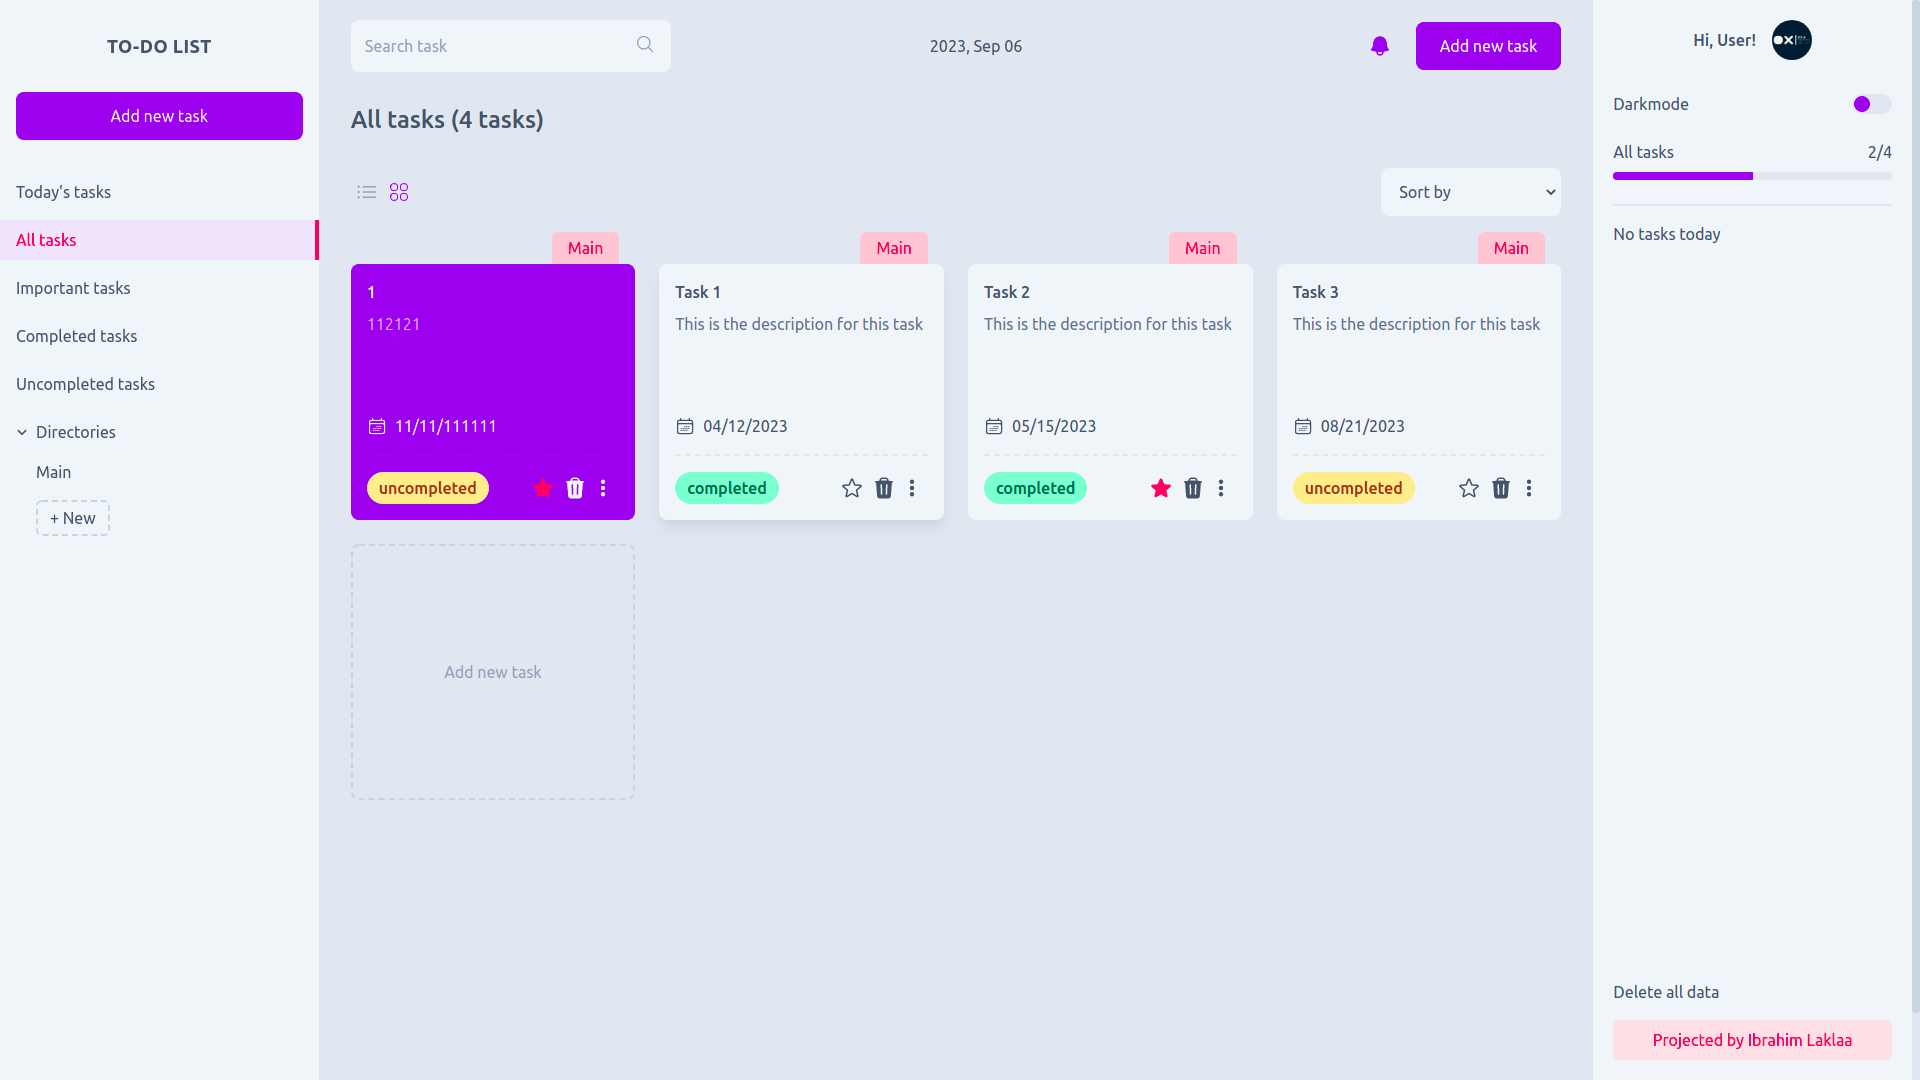 TO-DO LIST
Add new task
Today's tasks
All tasks
Important tasks
Completed tasks
Uncompleted tasks
Directories
Main
+ New
Search task
2023, Sep 06
Add new task
All tasks (4 tasks)
Sort by
Main
1
112121
11/11/111111
uncompleted
Main
Task 1
This is the description for this task
04/12/2023
completed
Main
Task 2
This is the description for this task
05/15/2023
completed
Main
Task 3
This is the description for this task
08/21/2023
uncompleted
Add new task
Hi, User!
Darkmode
All tasks 2/4
No tasks today
Delete all data
Projected by Ibrahim Laklaa